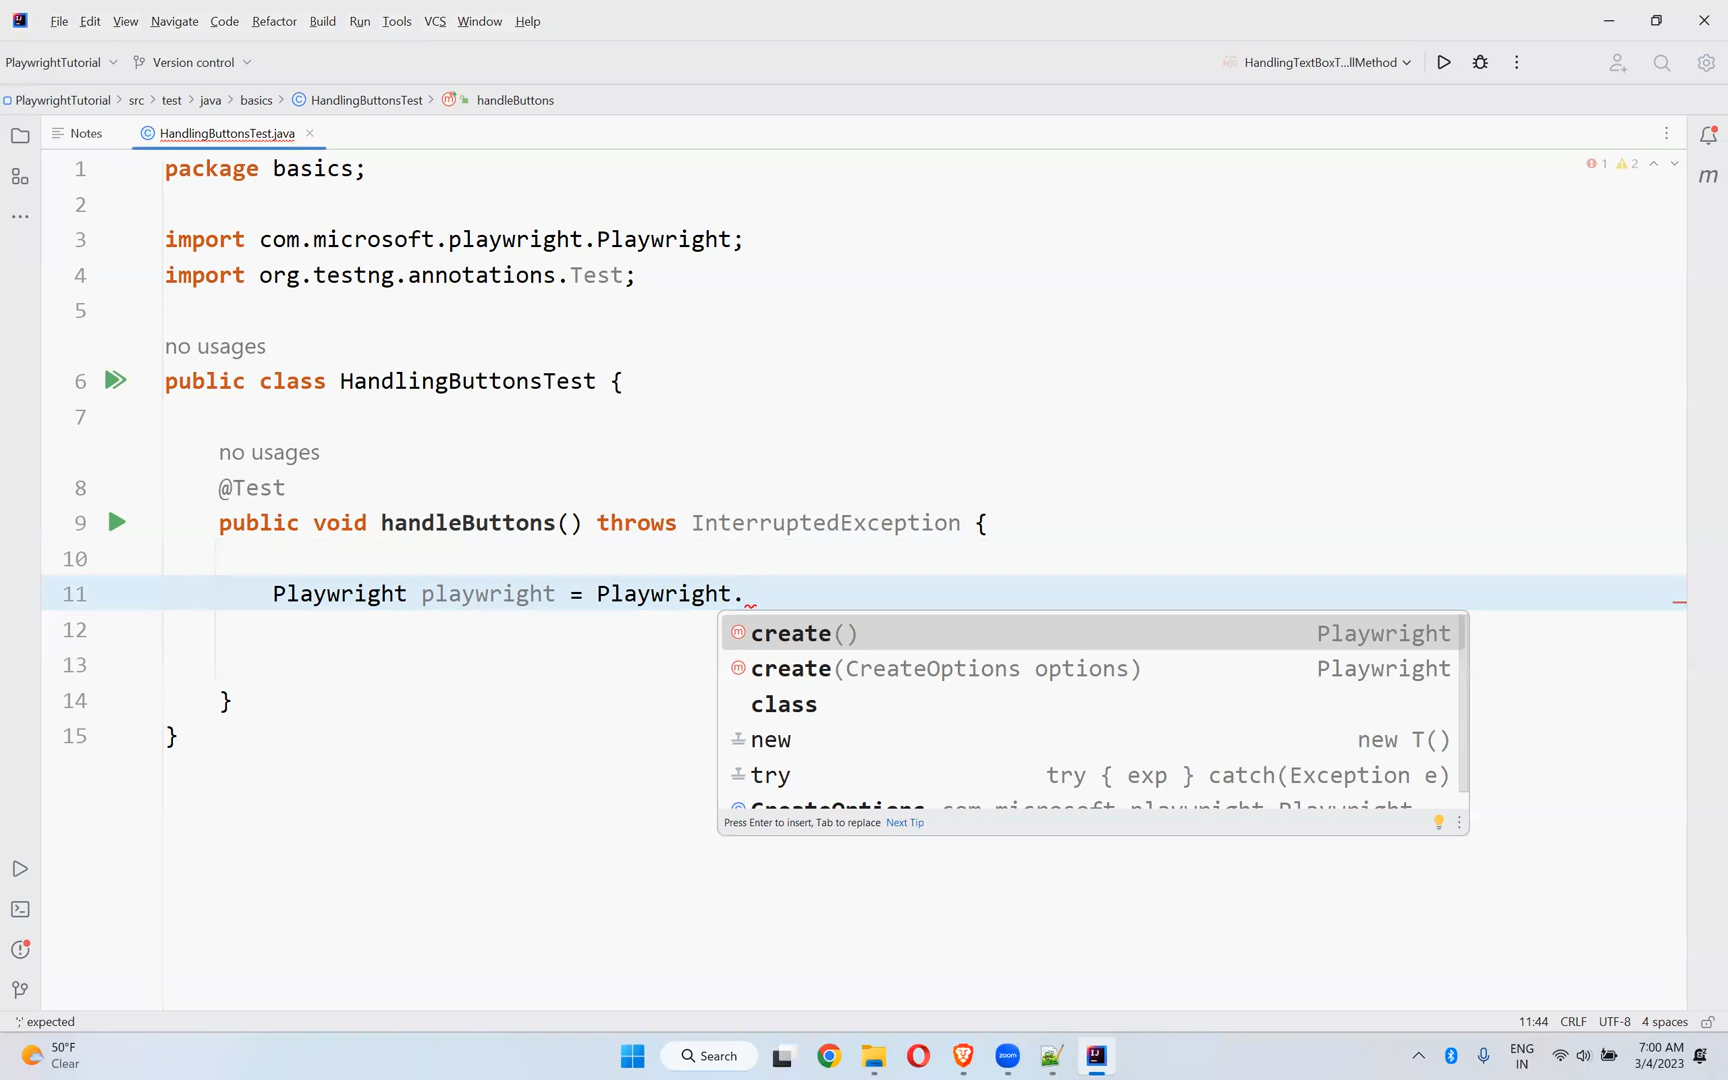 File Edit View Navigate Code Refactor Build Run Tools VCS Window Help
PlaywrightTutorial Version control HandlingTextBoxT...llMethod
PlaywrightTutorial src test java basics HandlingButtonsTest handleButtons
Notes HandlingButtonsTest.java
1 package basics; 1 2
2
3 import com.microsoft.playwright.Playwright;
4 import org.testng.annotations.Test;
5
no usages
6 public class HandlingButtonsTest {
7
no usages
8 @Test
9 public void handleButtons() throws InterruptedException {
10
11 Playwright playwright = Playwright.
12 create() Playwright
13 create(CreateOptions options) Playwright
14 } class
15 } new new T()
try try { exp } catch(Exception e)
CreateOptions com.microsoft.playwright.Playwright
Press Enter to insert, Tab to replace Next Tip
';' expected 11:44 CRLF UTF-8 4 spaces
50°F
Clear
Search
zoom
ENG
IN
7:00 AM
3/4/2023